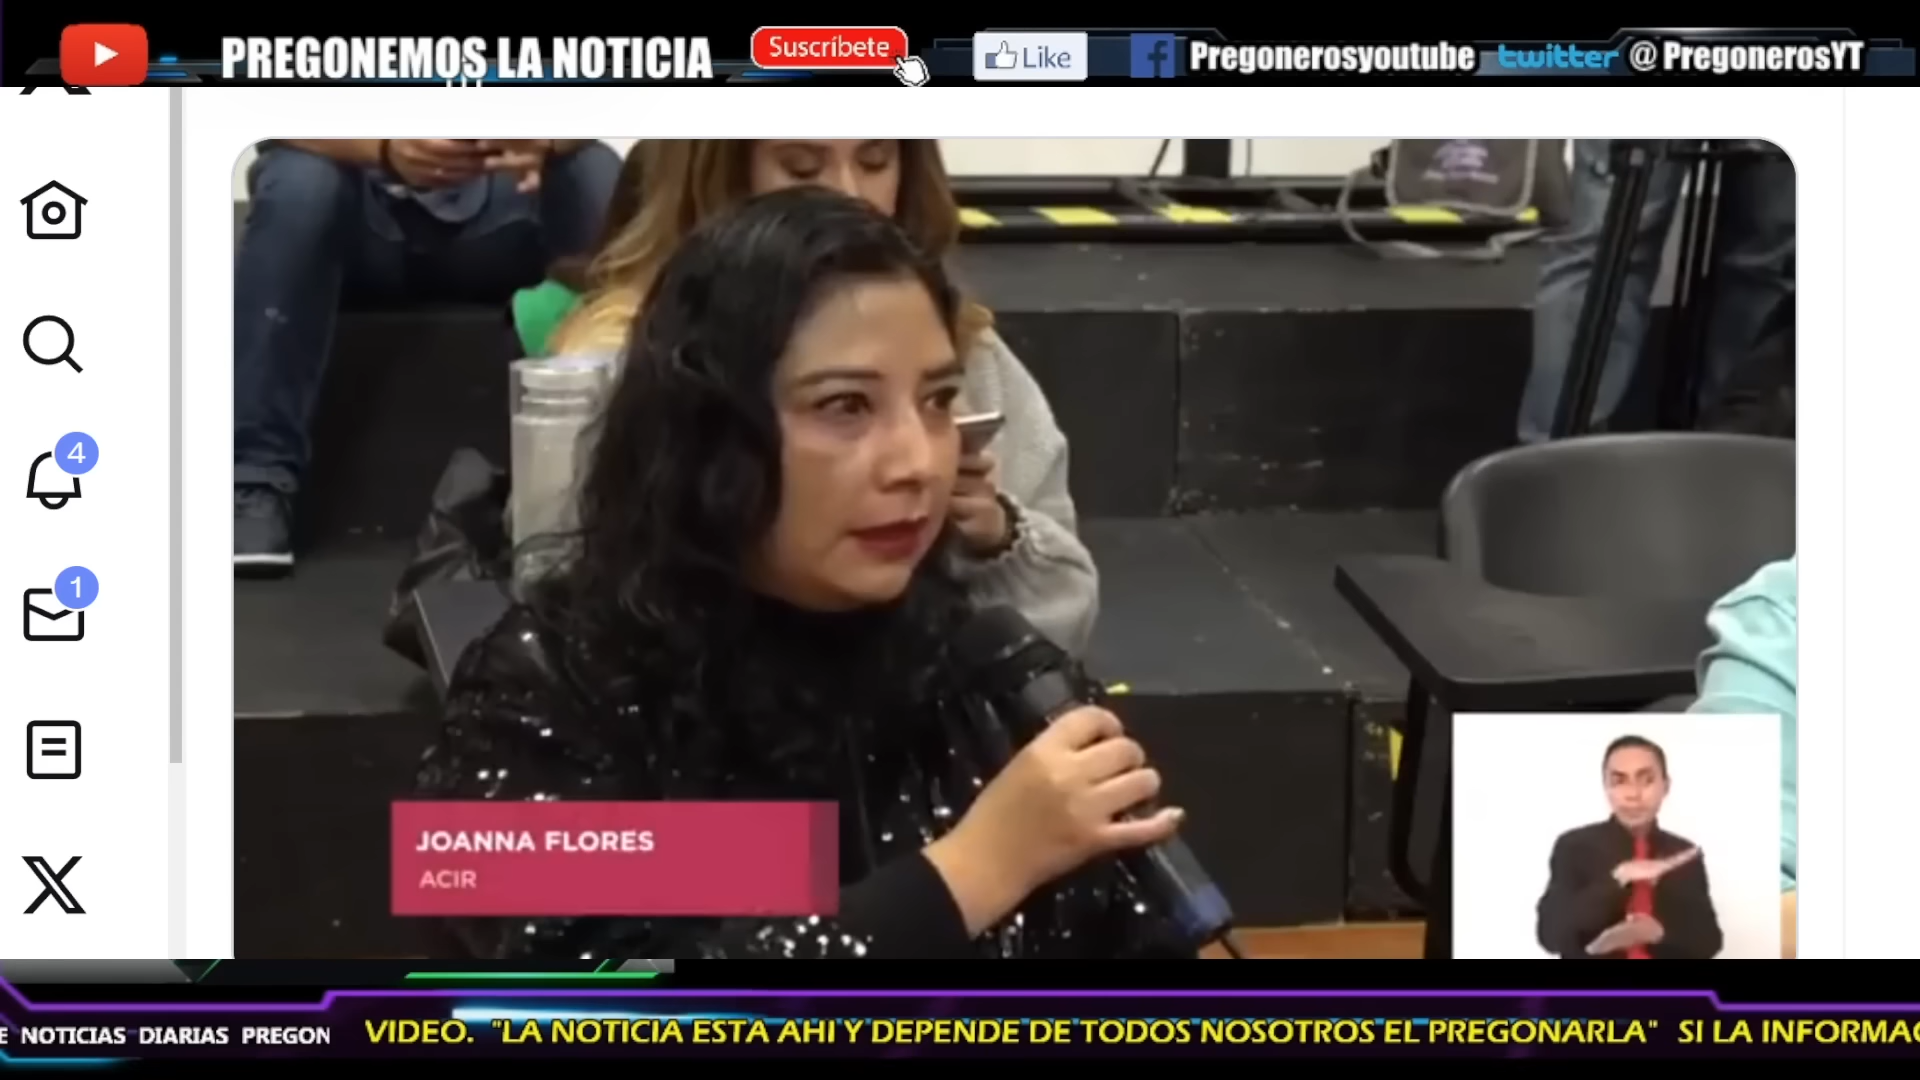 PREGONEMOS LA NOTICIA
Suscríbete
Like
Pregonerosyoutube
twitter @PregonerosYT
4
1
JOANNA FLORES
ACIR
E NOTICIAS DIARIAS PREGON
VIDEO. "LA NOTICIA ESTA AHI Y DEPENDE DE TODOS NOSOTROS EL PREGONARLA" SI LA INFORMAC